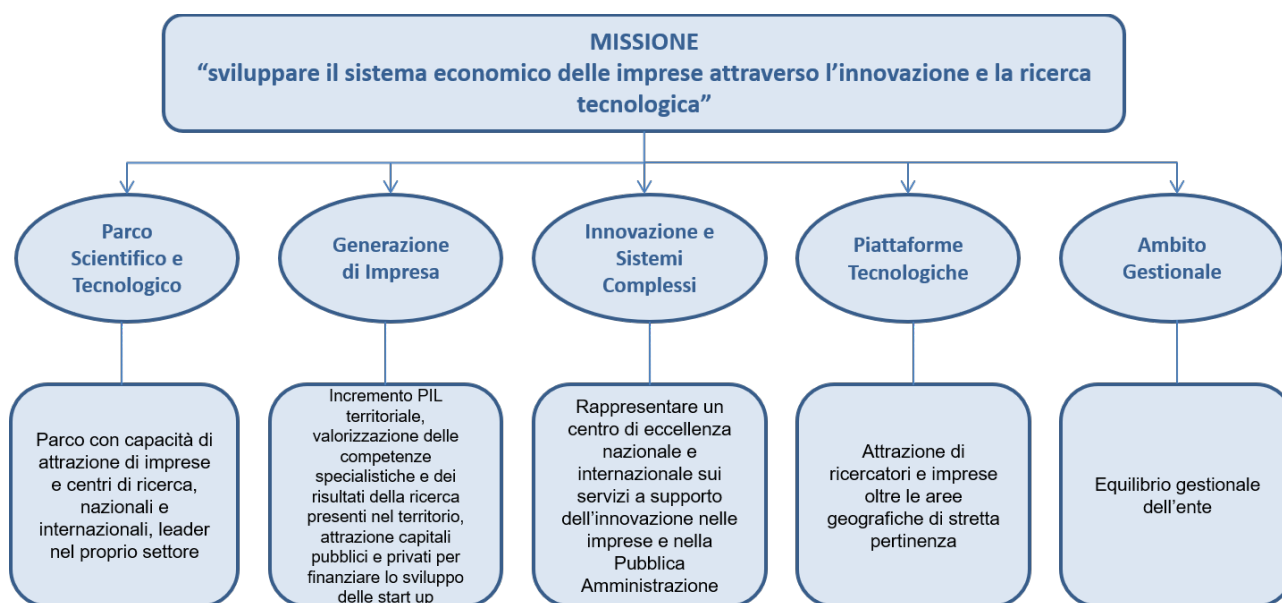 MISSIONE
“sviluppare il sistema economico delle imprese attraverso l’innovazione e la ricerca
tecnologica”
Parco
Scientifico e
Tecnologico
Generazione
di Impresa
Innovazione e
Sistemi
Complessi
Piattaforme
Tecnologiche
Ambito
Gestionale
Parco con capacità di
attrazione di imprese
e centri di ricerca,
nazionali e
internazionali, leader
nel proprio settore
Incremento PIL
territoriale,
valorizzazione delle
competenze
specialistiche e dei
risultati della ricerca
presenti nel territorio,
attrazione capitali
pubblici e privati per
finanziare lo sviluppo
delle start up
Rappresentare un
centro di eccellenza
nazionale e
internazionale sui
servizi a supporto
dell’innovazione nelle
imprese e nella
Pubblica
Amministrazione
Attrazione di
ricercatori e imprese
oltre le aree
geografiche di stretta
pertinenza
Equilibrio gestionale
dell’ente